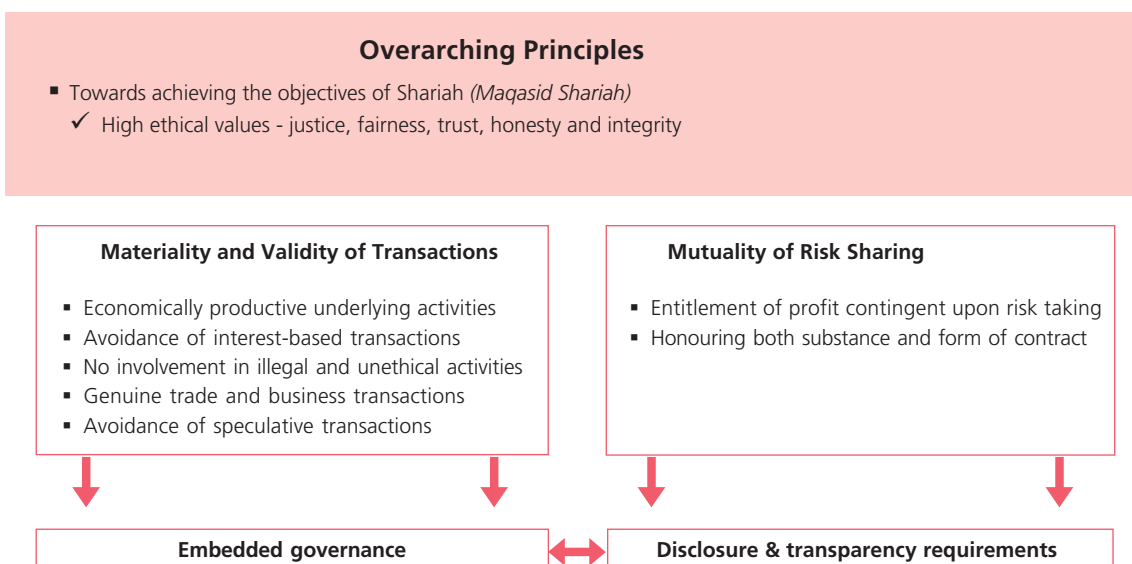 Overarching Principles
▪ Towards achieving the objectives of Shariah (Maqasid Shariah)
✓ High ethical values - justice, fairness, trust, honesty and integrity
Materiality and Validity of Transactions
▪ Economically productive underlying activities
▪ Avoidance of interest-based transactions
▪ No involvement in illegal and unethical activities
▪ Genuine trade and business transactions
▪ Avoidance of speculative transactions
Mutuality of Risk Sharing
▪ Entitlement of profit contingent upon risk taking
▪ Honouring both substance and form of contract
Embedded governance
Disclosure & transparency requirements